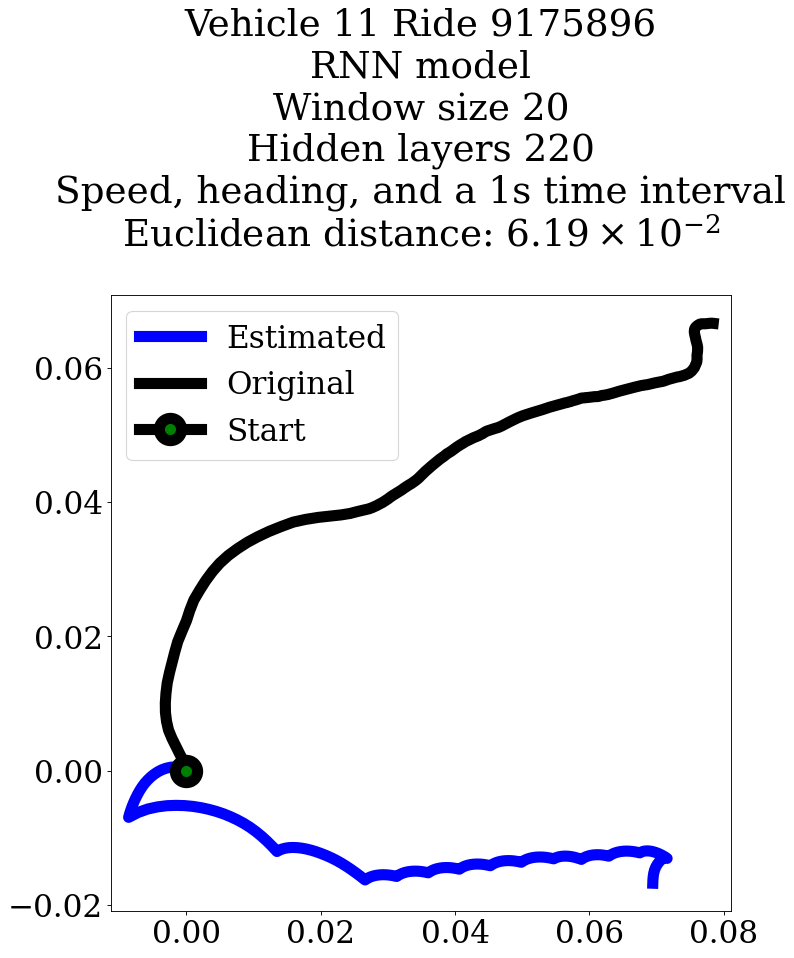 Vehicle 11 Ride 9175896
RNN model
Window size 20
Hidden layers 220
Speed, heading, and a 1s time interval
Euclidean distance: 6.19 × 10⁻²
Estimated
Original
Start
0.06
0.04
0.02
0.00
−0.02
0.00 0.02 0.04 0.06 0.08